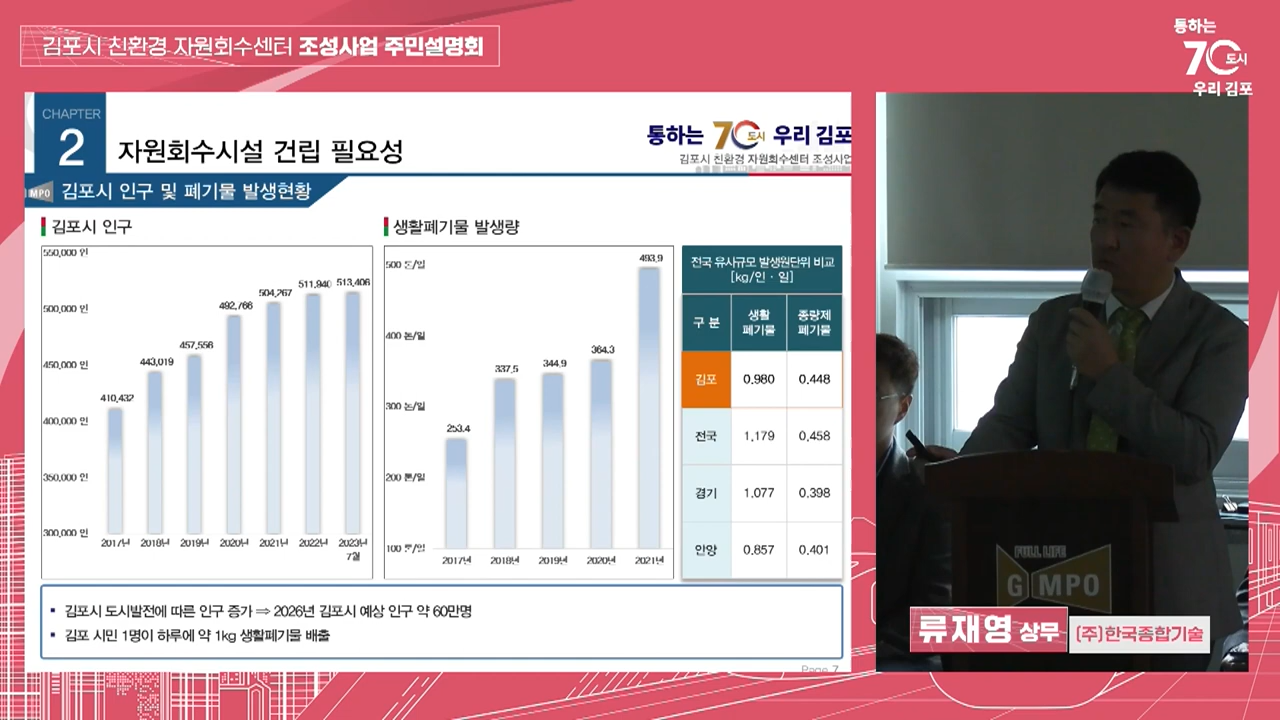 김포시 친환경 자원회수센터 조성사업 주민설명회
통하는
70도시
우리 김포
CHAPTER
2
자원회수시설 건립 필요성
통하는 70도시 우리 김포
김포시 친환경 자원회수센터 조성사업
MPO
김포시 인구 및 폐기물 발생현황
김포시 인구
550,000 인
500,000 인
450,000 인
400,000 인
350,000 인
300,000 인
410,432
443,019
457,556
492,766
504,267
511,940
513,406
2017년
2018년
2019년
2020년
2021년
2022년
2023년
7월
생활폐기물 발생량
500 톤/일
400 톤/일
300 톤/일
200 톤/일
100 톤/일
253.4
337.5
344.9
364.3
493.9
2017년
2018년
2019년
2020년
2021년
전국 유사규모 발생원단위 비교
[kg/인 · 일]
구 분 생활폐기물 종량제폐기물
김포 0.980 0.448
전국 1.179 0.458
경기 1.077 0.398
안양 0.857 0.401
▪ 김포시 도시발전에 따른 인구 증가 ⇒ 2026년 김포시 예상 인구 약 60만명
▪ 김포 시민 1명이 하루에 약 1kg 생활폐기물 배출
Page 7
FULL LIFE
GIMPO
류재영 상무
(주)한국종합기술